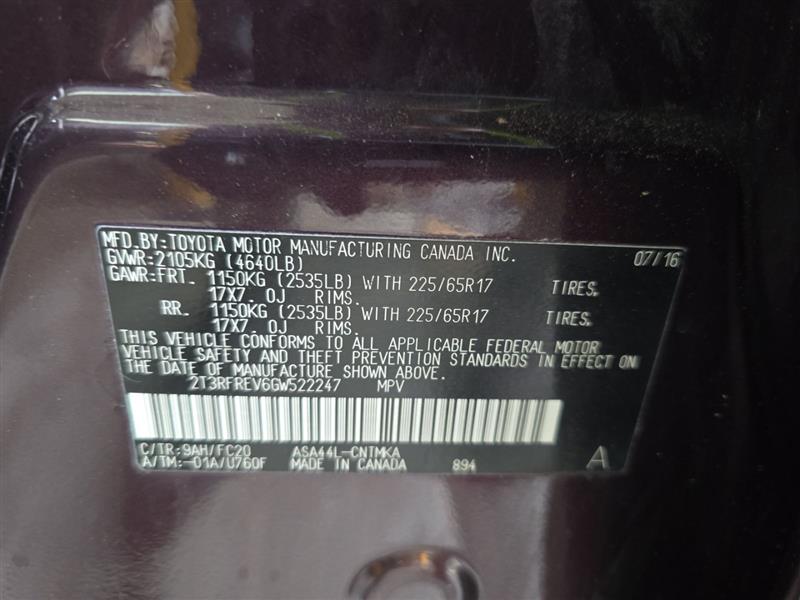 MFD.BY:TOYOTA MOTOR MANUFACTURING CANADA INC. 07/16
GVWR:2105KG (4640LB)
GAWR:FRT. 1150KG (2535LB) WITH 225/65R17 TIRES.
17X7. 0J RIMS.
RR. 1150KG (2535LB) WITH 225/65R17 TIRES.
17X7. 0J RIMS.
THIS VEHICLE CONFORMS TO ALL APPLICABLE FEDERAL MOTOR
VEHICLE SAFETY AND THEFT PREVENTION STANDARDS IN EFFECT ON
THE DATE OF MANUFACTURE SHOWN ABOVE.
2T3RFREV6GW522247 MPV
C/TR:9AH/FC20 ASA44L-CNTMKA
A/TM:-01A/U760F MADE IN CANADA 894 A